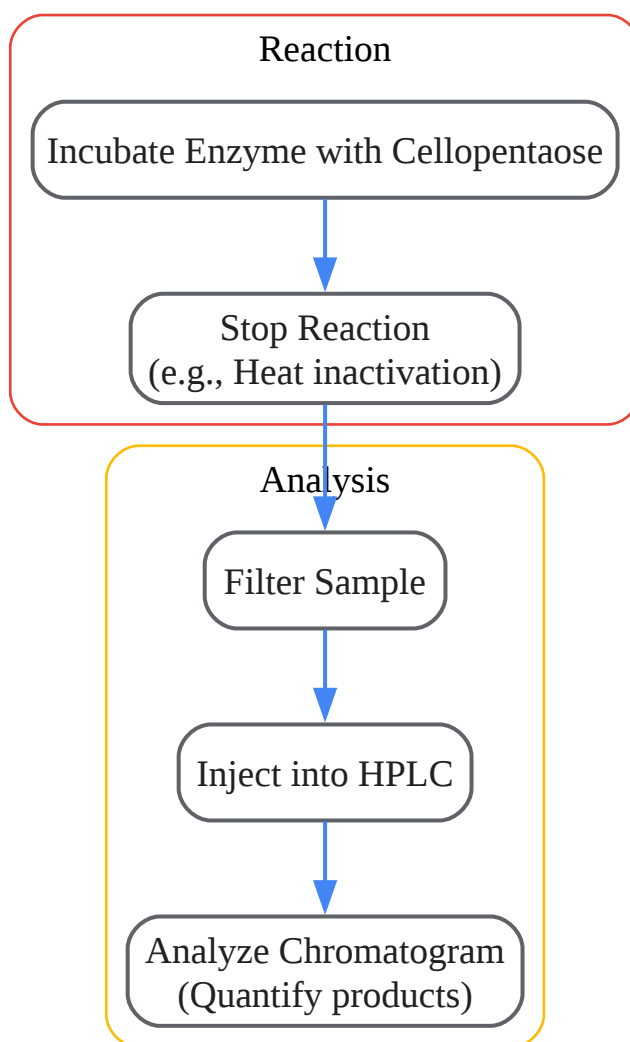 Reaction
Incubate Enzyme with Cellopentaose
Stop Reaction
(e.g., Heat inactivation)
Analysis
Filter Sample
Inject into HPLC
Analyze Chromatogram
(Quantify products)